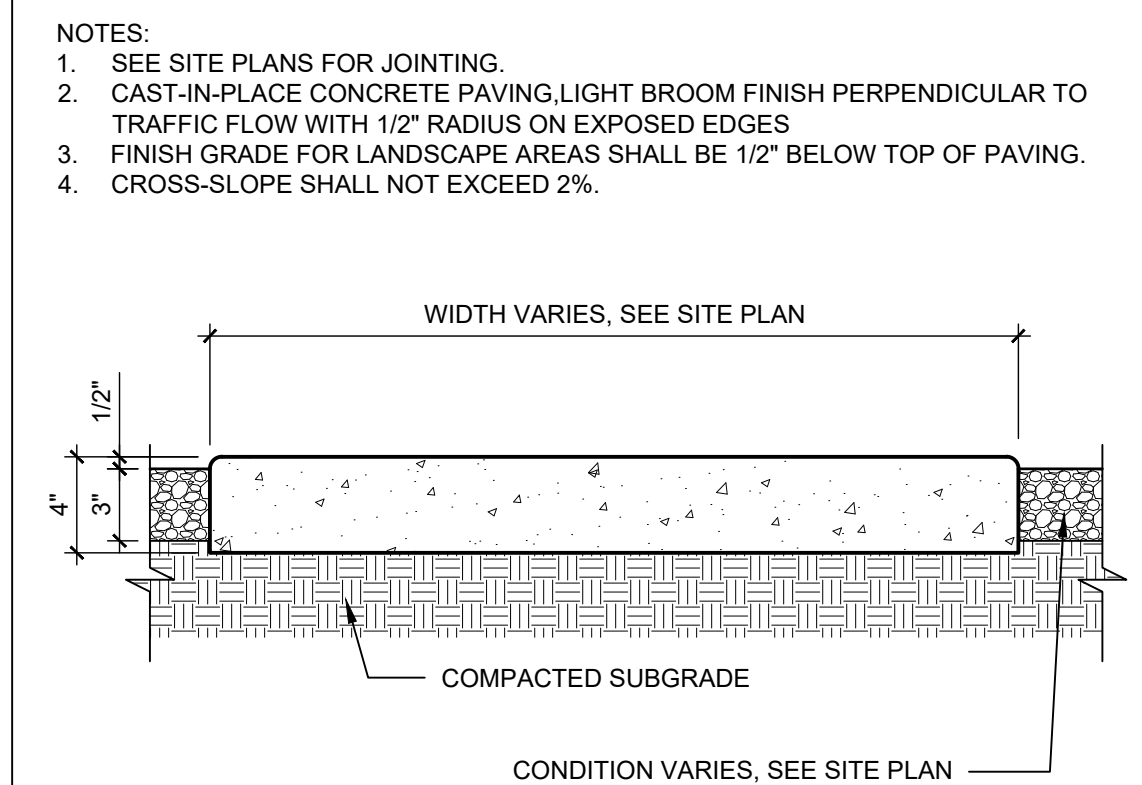 NOTES:
1. SEE SITE PLANS FOR JOINTING.
2. CAST-IN-PLACE CONCRETE PAVING,LIGHT BROOM FINISH PERPENDICULAR TO
TRAFFIC FLOW WITH 1/2" RADIUS ON EXPOSED EDGES
3. FINISH GRADE FOR LANDSCAPE AREAS SHALL BE 1/2" BELOW TOP OF PAVING.
4. CROSS-SLOPE SHALL NOT EXCEED 2%.
WIDTH VARIES, SEE SITE PLAN
1/2"
4"
3"
COMPACTED SUBGRADE
CONDITION VARIES, SEE SITE PLAN